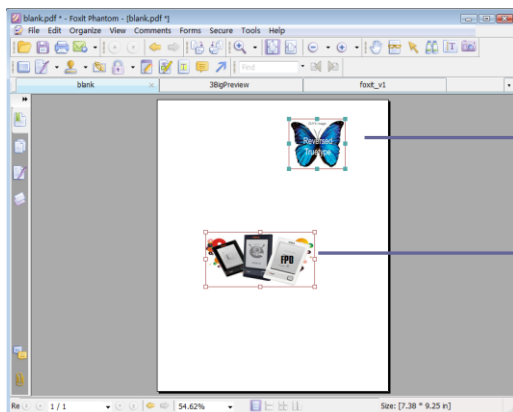 blank.pdf * - Foxit Phantom - [blank.pdf *]
File Edit Organize View Comments Forms Secure Tools Help
Find
blank
3BigPreview
foxit_v1
Reversed
Truetype
FPD
1 / 1
54.62%
Size: [7.38 * 9.25 in]